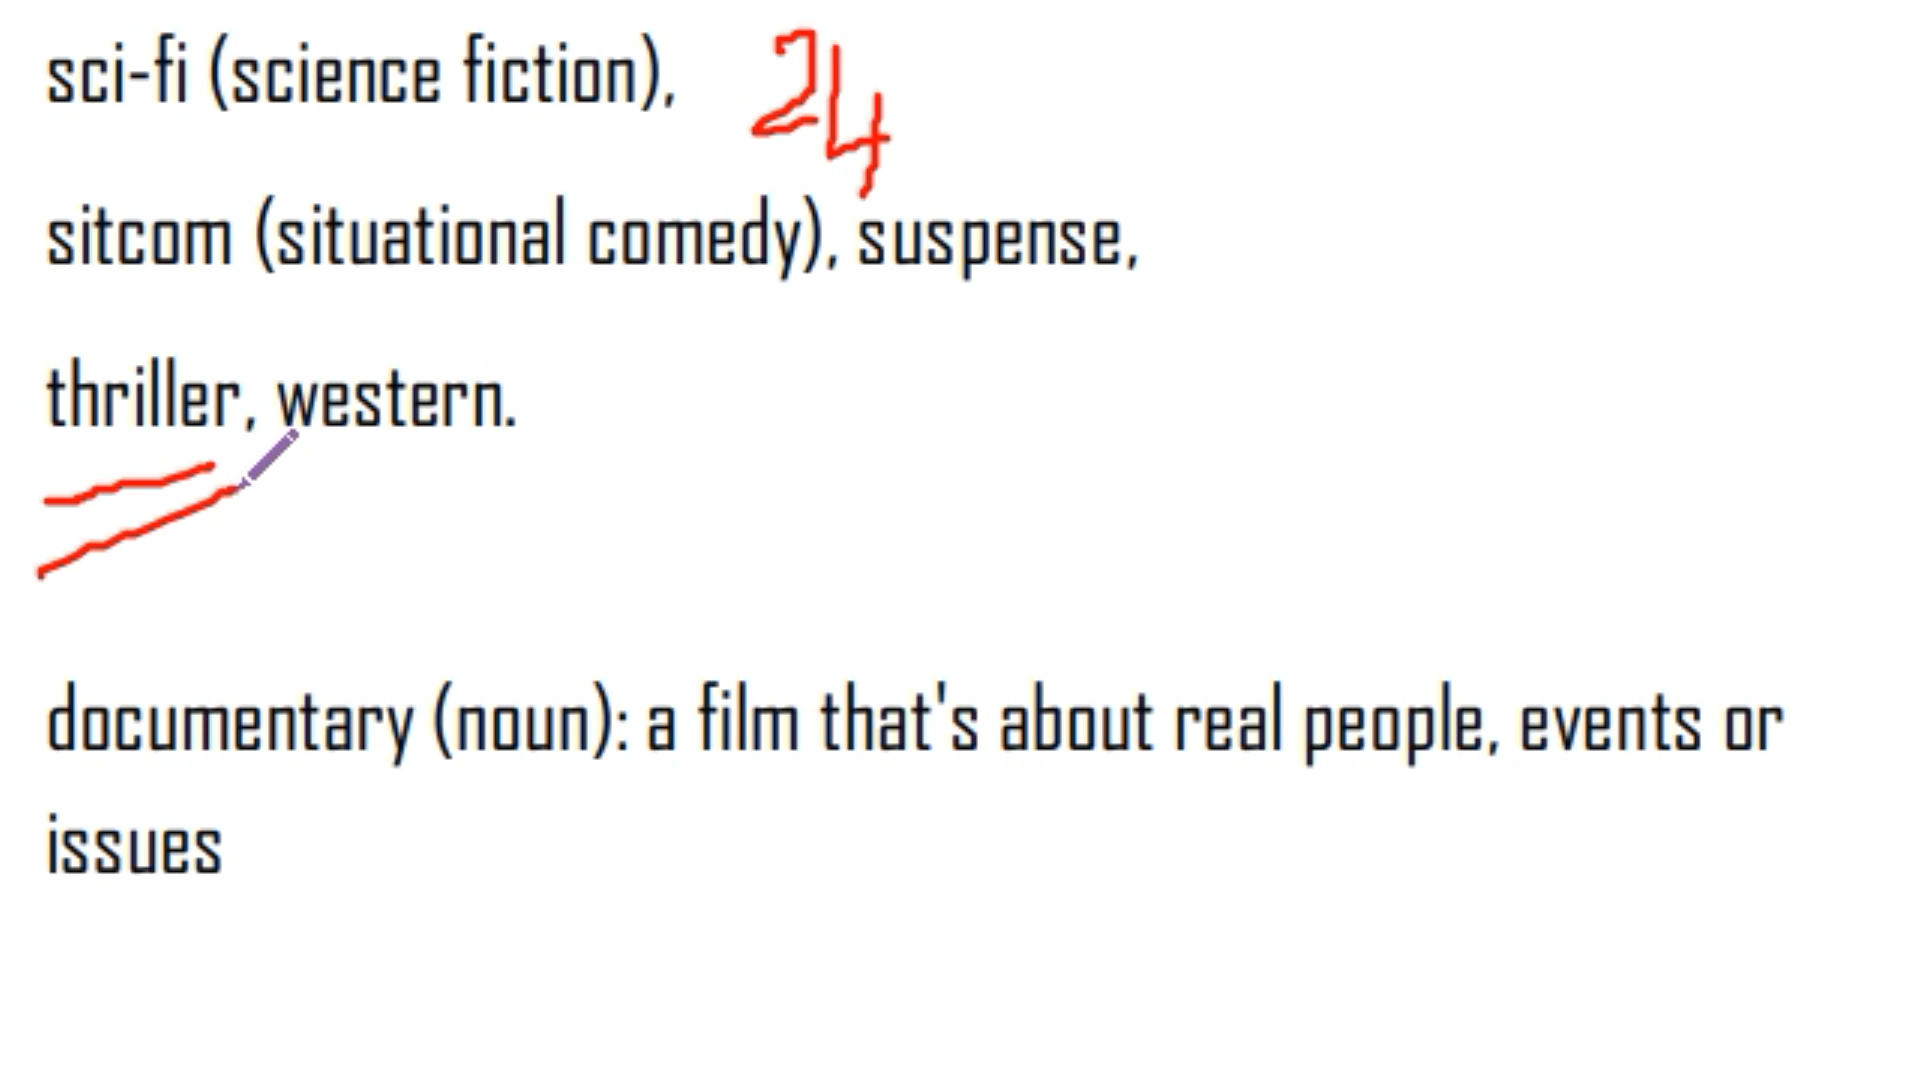 sci-fi (science fiction), 24
sitcom (situational comedy), suspense,
thriller, western.
documentary (noun): a film that's about real people, events or
issues